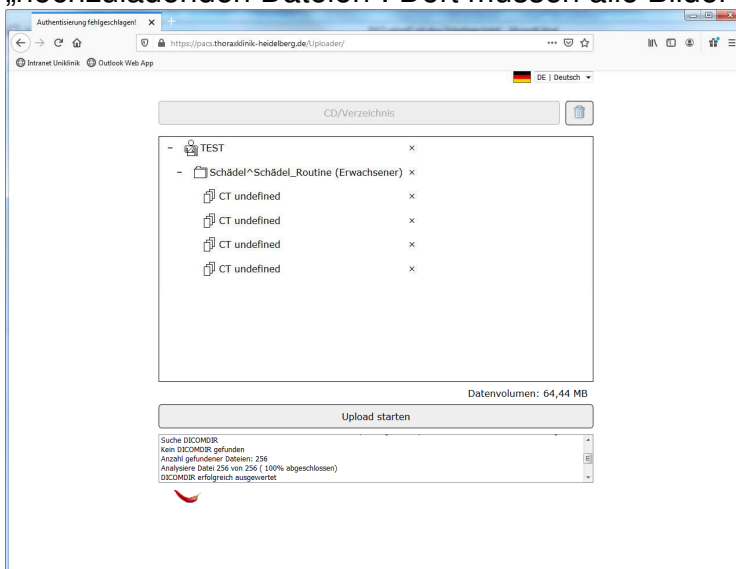 „hochzuladenden Dateien“. Dort müssen alle Bilder
Authentisierung fehlgeschlagen!
https://pacs.thoraxklinik-heidelberg.de/Uploader/
Intranet Uniklinik Outlook Web App
DE | Deutsch
CD/Verzeichnis
TEST
Schädel^Schädel_Routine (Erwachsener)
CT undefined
CT undefined
CT undefined
CT undefined
Datenvolumen: 64,44 MB
Upload starten
Suche DICOMDIR
Kein DICOMDIR gefunden
Anzahl gefundener Dateien: 256
Analysiere Datei 256 von 256 ( 100% abgeschlossen)
DICOMDIR erfolgreich ausgewertet